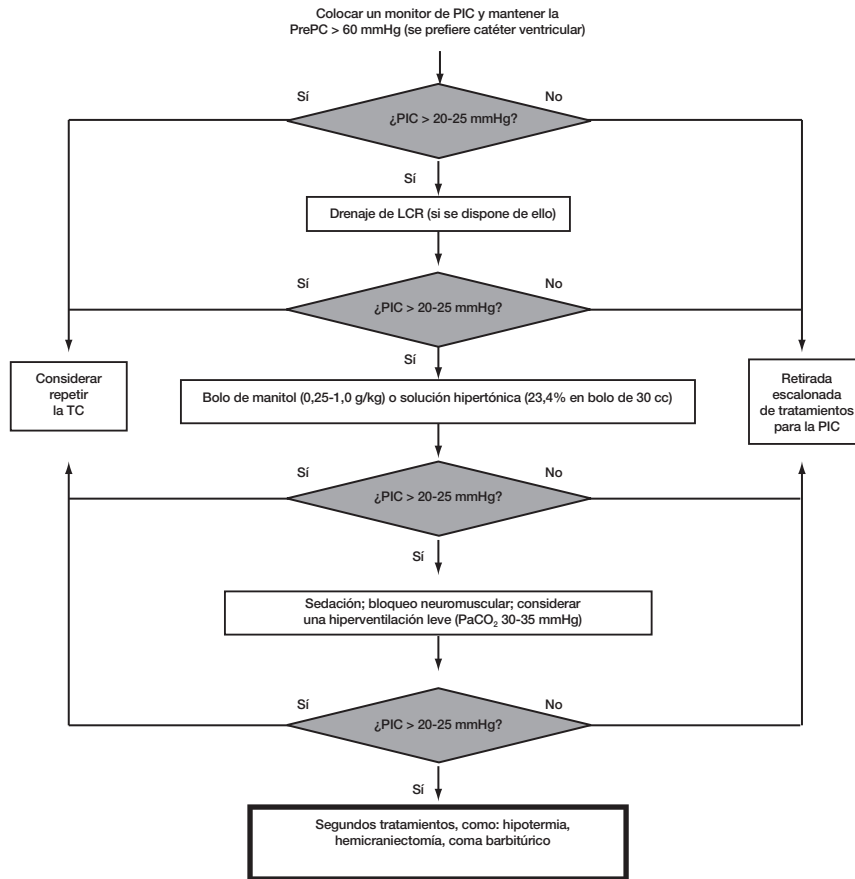 Colocar un monitor de PIC y mantener la
PrePC > 60 mmHg (se prefiere catéter ventricular)
Sí
No
¿PIC > 20-25 mmHg?
Sí
Drenaje de LCR (si se dispone de ello)
Sí
No
¿PIC > 20-25 mmHg?
Sí
Considerar
repetir
la TC
Bolo de manitol (0,25-1,0 g/kg) o solución hipertónica (23,4% en bolo de 30 cc)
Retirada
escalonada
de tratamientos
para la PIC
Sí
No
¿PIC > 20-25 mmHg?
Sí
Sedación; bloqueo neuromuscular; considerar
una hiperventilación leve (PaCO₂ 30-35 mmHg)
Sí
No
¿PIC > 20-25 mmHg?
Sí
Segundos tratamientos, como: hipotermia,
hemicraniectomía, coma barbitúrico